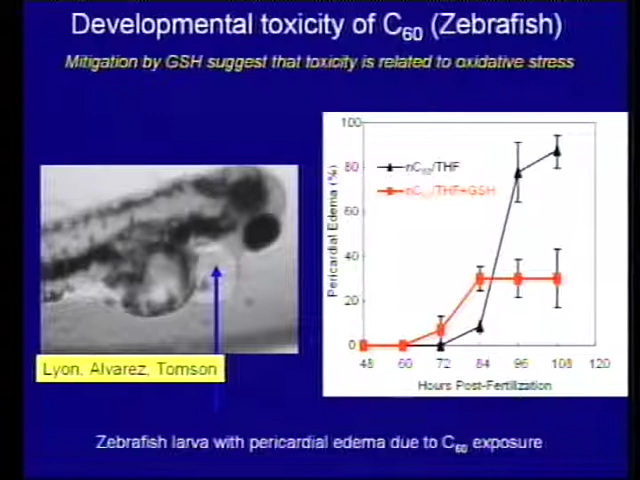 Developmental toxicity of C60 (Zebrafish)
Mitigation by GSH suggest that toxicity is related to oxidative stress
100
80
60
40
20
0
Pericardial Edema (%)
nC60/THF
nC60/THF+GSH
48 60 72 84 96 108 120
Hours Post-Fertilization
Lyon, Alvarez, Tomson
Zebrafish larva with pericardial edema due to C60 exposure